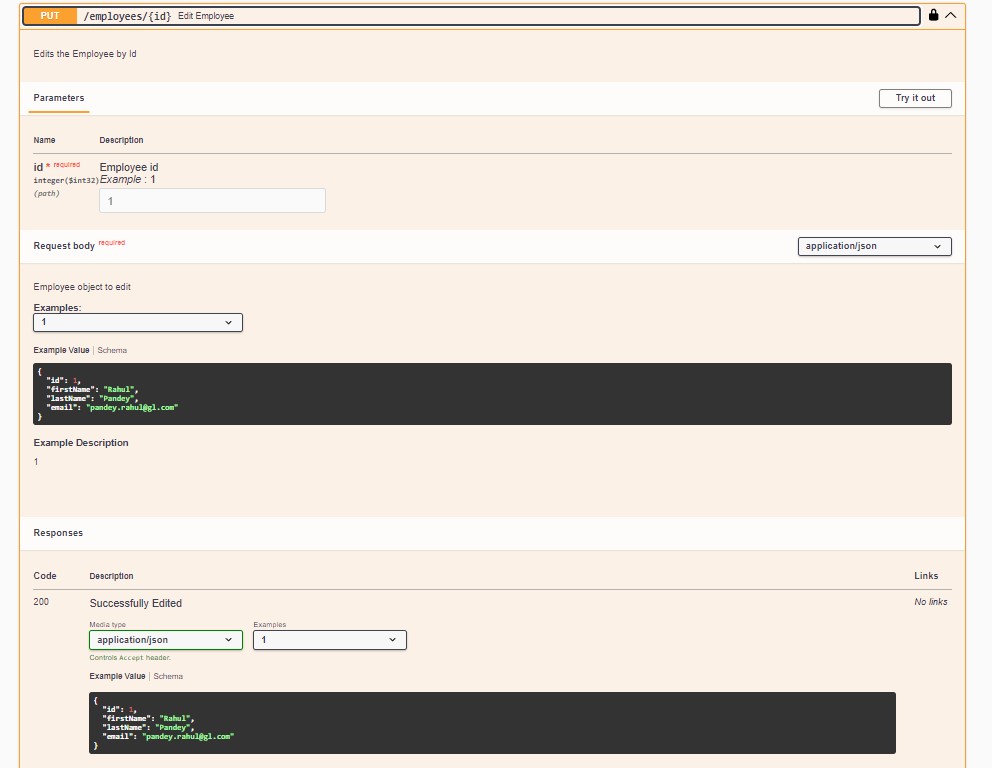 PUT /employees/{id} Edit Employee
Edits the Employee by Id
Parameters Try it out
Name Description
id * required Employee id
integer($int32) Example : 1
(path)
1
Request body required application/json
Employee object to edit
Examples:
1
Example Value | Schema
{
"id": 1,
"firstName": "Rahul",
"lastName": "Pandey",
"email": "pandey.rahul@gl.com"
}
Example Description
1
Responses
Code Description Links
200 Successfully Edited No links
Media type Examples
application/json 1
Controls Accept header.
Example Value | Schema
{
"id": 1,
"firstName": "Rahul",
"lastName": "Pandey",
"email": "pandey.rahul@gl.com"
}